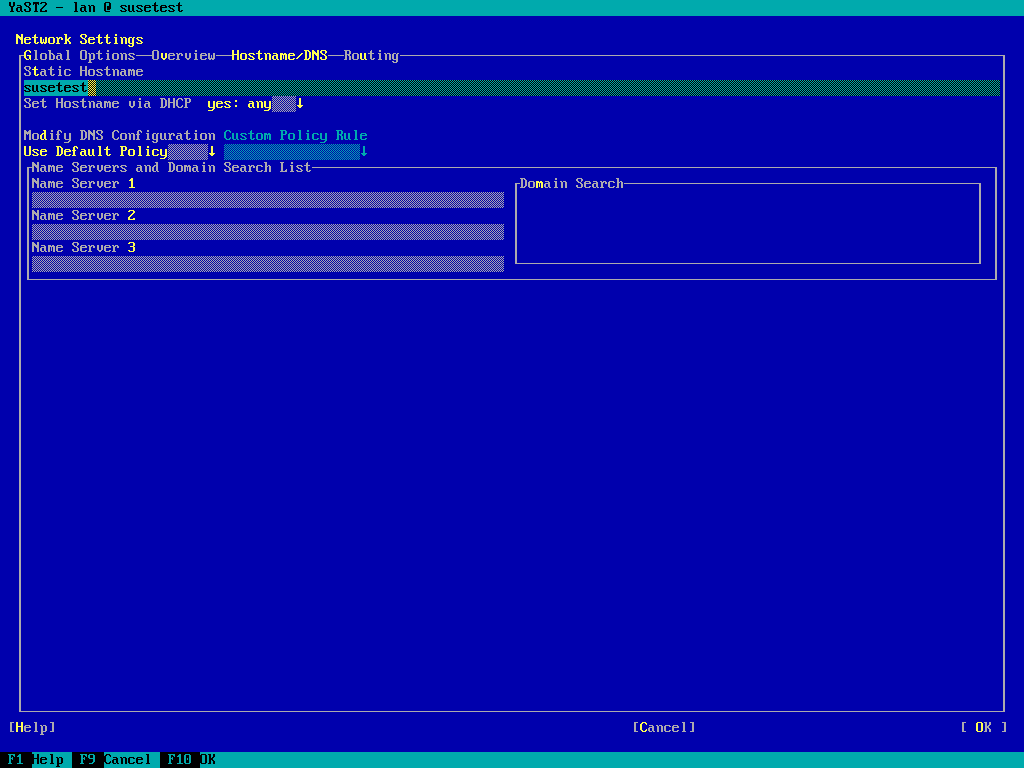 YaST2 - lan @ susetest
Network Settings
Global Options Overview Hostname/DNS Routing
Static Hostname
susetest
Set Hostname via DHCP yes: any ↓
Modify DNS Configuration Custom Policy Rule
Use Default Policy ↓ ↓
Name Servers and Domain Search List
Name Server 1 Domain Search
Name Server 2
Name Server 3
[Help] [Cancel] [ OK ]
F1 Help F9 Cancel F10 OK